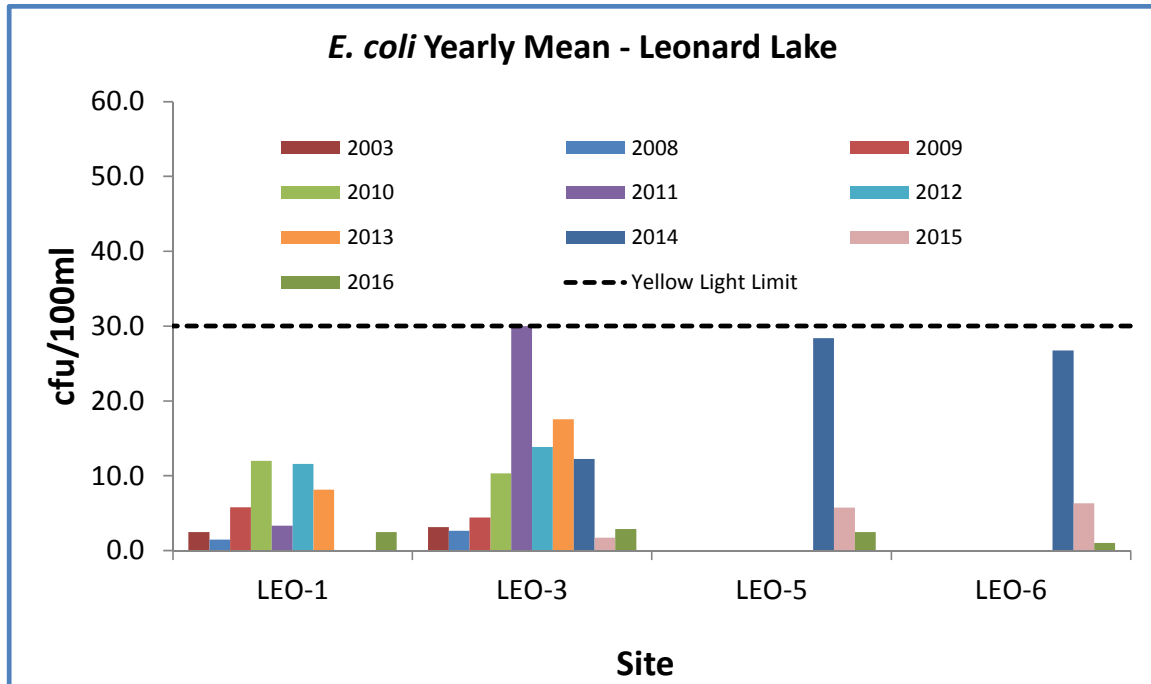 E. coli Yearly Mean - Leonard Lake
60.0
50.0
40.0
30.0
20.0
10.0
0.0
cfu/100ml
2003 2008 2009
2010 2011 2012
2013 2014 2015
2016 Yellow Light Limit
LEO-1 LEO-3 LEO-5 LEO-6
Site